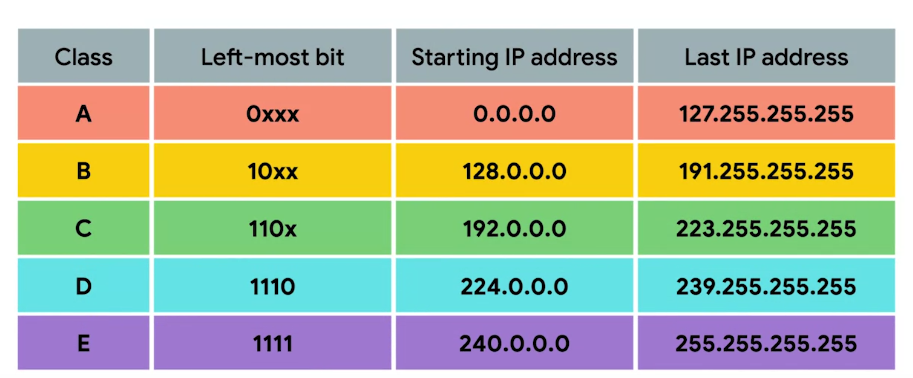 Class Left-most bit Starting IP address Last IP address
A 0xxx 0.0.0.0 127.255.255.255
B 10xx 128.0.0.0 191.255.255.255
C 110x 192.0.0.0 223.255.255.255
D 1110 224.0.0.0 239.255.255.255
E 1111 240.0.0.0 255.255.255.255